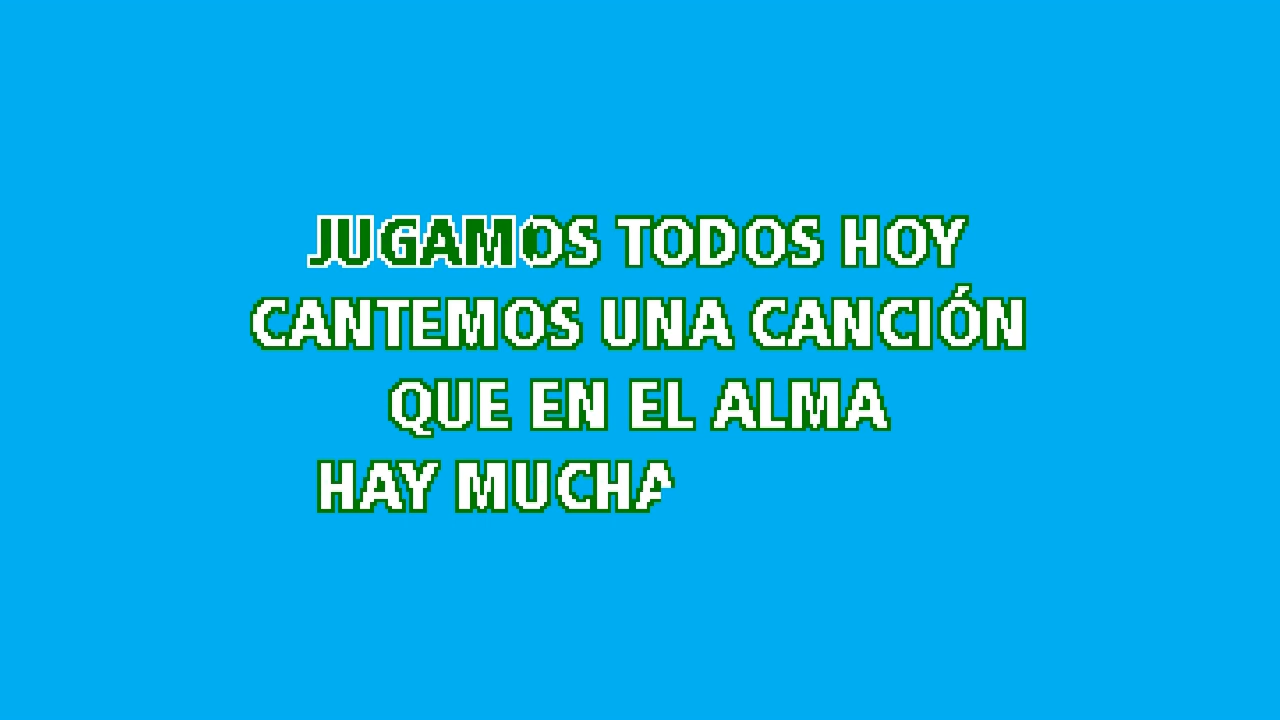 JUGAMOS TODOS HOY
CANTEMOS UNA CANCIÓN
QUE EN EL ALMA
HAY MUCHA